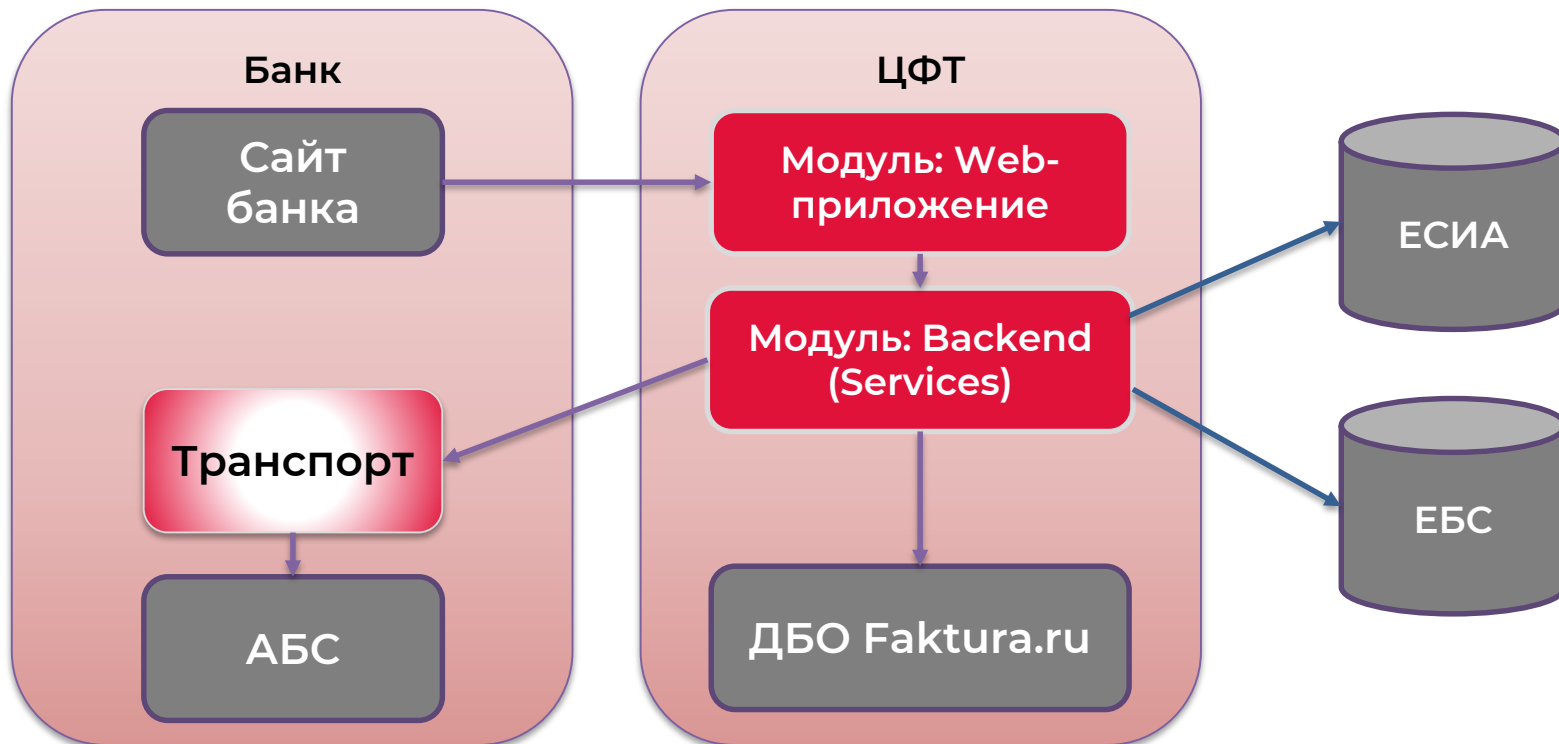 Банк
Сайт
банка
Транспорт
АБС
ЦФТ
Модуль: Web-
приложение
Модуль: Backend
(Services)
ДБО Faktura.ru
ЕСИА
ЕБС